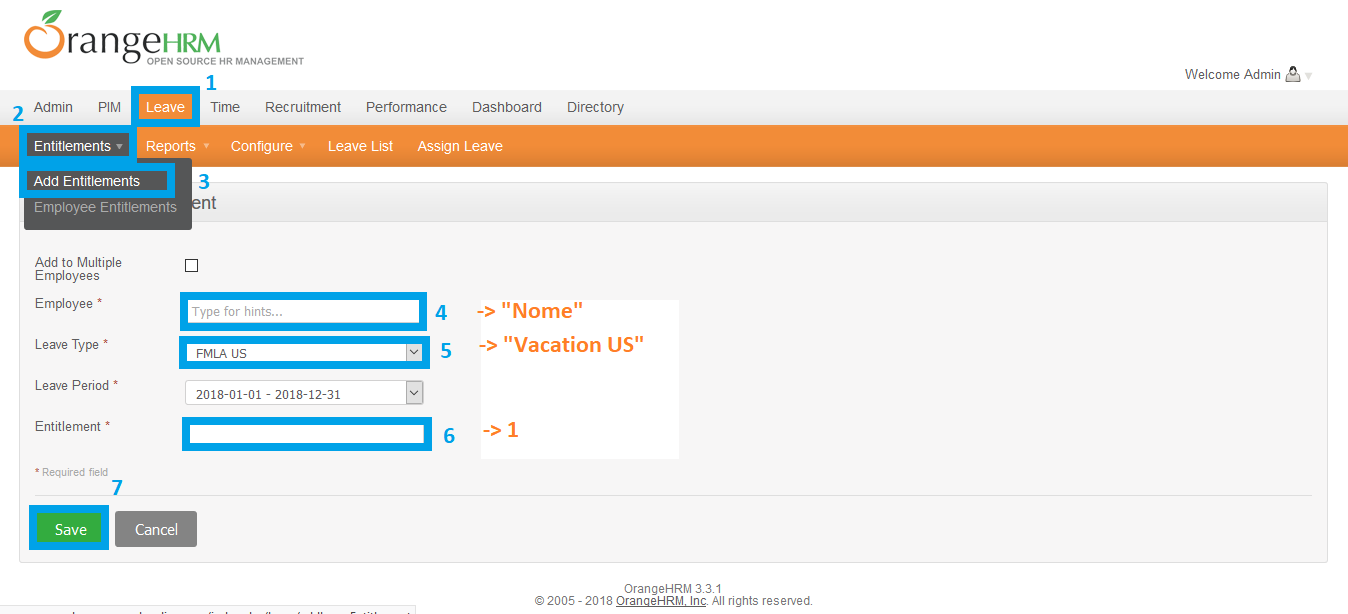 OrangeHRM
OPEN SOURCE HR MANAGEMENT
Welcome Admin
1
Admin PIM Leave Time Recruitment Performance Dashboard Directory
2
Entitlements Reports Configure Leave List Assign Leave
Add Entitlements 3
Employee Entitlements ent
Add to Multiple
Employees
Employee * Type for hints... 4 -> "Nome"
Leave Type * FMLA US 5 -> "Vacation US"
Leave Period * 2018-01-01 - 2018-12-31
Entitlement * 6 -> 1
* Required field
7
Save Cancel
OrangeHRM 3.3.1
© 2005 - 2018 OrangeHRM, Inc. All rights reserved.